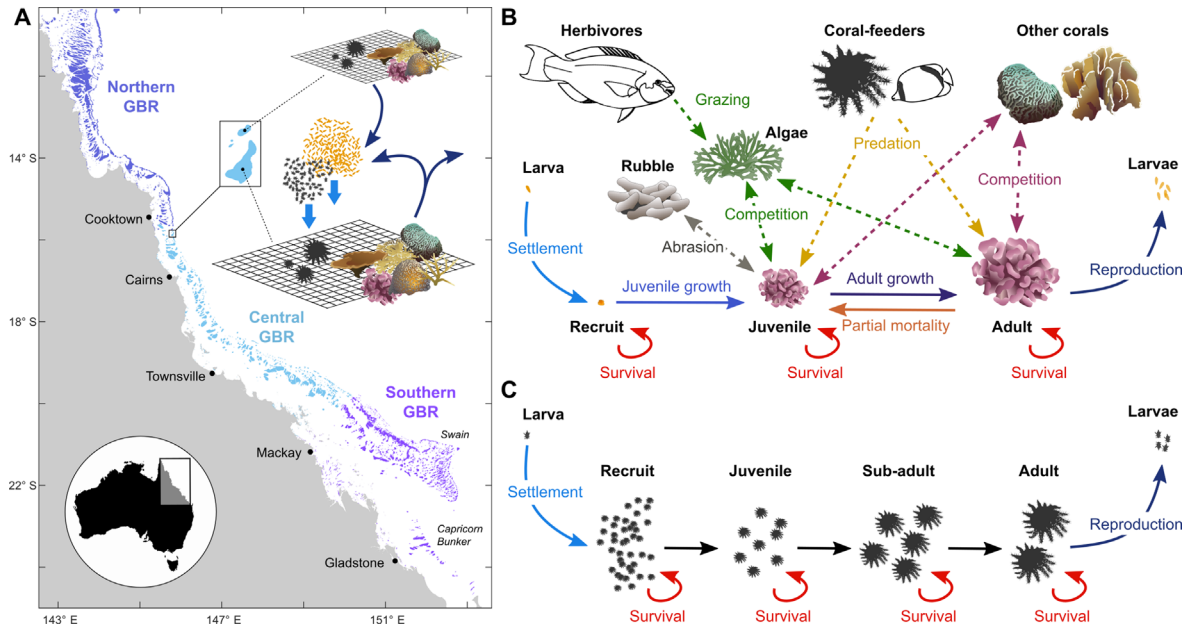 A
Northern
GBR
14° S
Cooktown
Cairns
18° S
Central
GBR
Townsville
Southern
GBR
Swain
Mackay
22° S
Capricorn
Bunker
Gladstone
143° E
147° E
151° E
B
Herbivores
Coral-feeders
Other corals
Grazing
Algae
Larva
Rubble
Predation
Larvae
Competition
Competition
Settlement
Abrasion
Reproduction
Juvenile growth
Adult growth
Recruit
Juvenile
Partial mortality
Adult
Survival
Survival
Survival
C
Larva
Larvae
Recruit
Juvenile
Sub-adult
Adult
Settlement
Reproduction
Survival
Survival
Survival
Survival